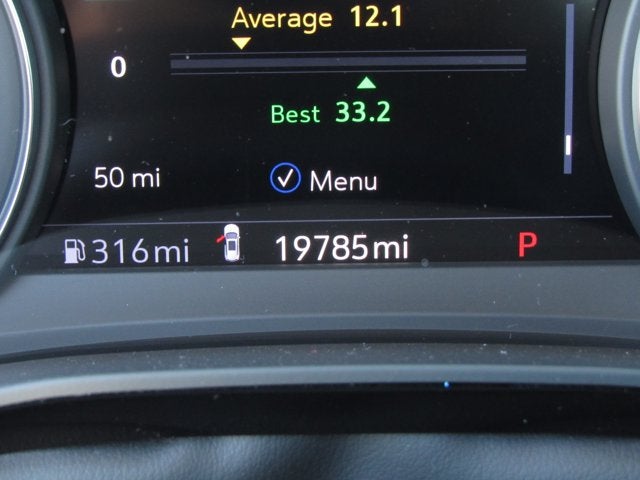 Average 12.1
0
Best 33.2
50 mi Menu
316mi 19785mi P